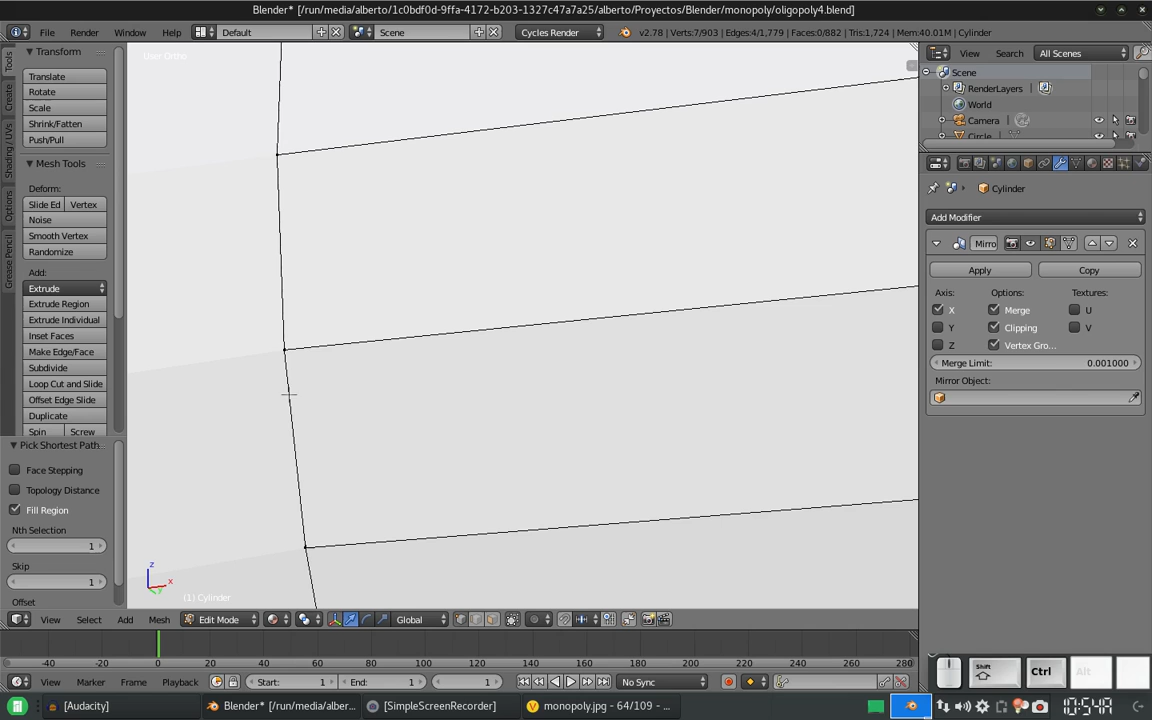 Blender* [/run/media/alberto/1c0bdf0d-9ffa-4172-b203-1327c47a7a25/alberto/Proyectos/Blender/monopoly/oligopoly4.blend]
File Render Window Help Default Scene Cycles Render v2.78 | Verts:7/903 | Edges:4/1,779 | Faces:0/882 | Tris:1,724 | Mem:40.01M | Cylinder
Tools
Create
Shading / UVs
Options
Grease Pencil
Transform
Translate
Rotate
Scale
Shrink/Fatten
Push/Pull
Mesh Tools
Deform:
Slide Ed Vertex
Noise
Smooth Vertex
Randomize
Add:
Extrude
Extrude Region
Extrude Individual
Inset Faces
Make Edge/Face
Subdivide
Loop Cut and Slide
Offset Edge Slide
Duplicate
Spin Screw
Pick Shortest Path
Face Stepping
Topology Distance
Fill Region
Nth Selection
1
Skip
1
Offset
User Ortho
z
x
y
(1) Cylinder
View Select Add Mesh Edit Mode Global
-40 -20 0 20 40 60 80 100 120 140 160 180 200 220 240 260 280
View Marker Frame Playback Start: 1 End: 1 1 No Sync
View Search All Scenes
Scene
RenderLayers |
World
Camera |
Circle
Cylinder
Add Modifier
Mirro
Apply Copy
Axis: Options: Textures:
X Merge U
Y Clipping V
Z Vertex Gro...
Merge Limit: 0.001000
Mirror Object:
Shift Ctrl Alt
[Audacity] Blender* [/run/media/alber... [SimpleScreenRecorder] monopoly.jpg - 64/109 - ...